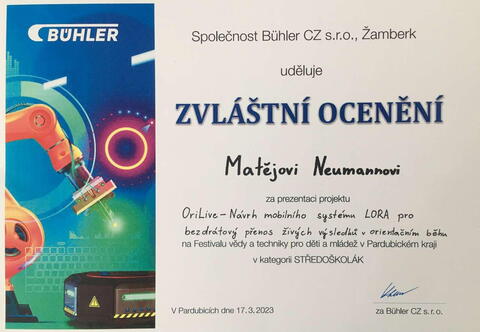 BÜHLER
Společnost Bühler CZ s.r.o., Žamberk
uděluje
ZVLÁŠTNÍ OCENĚNÍ
Matějovi Neumannovi
za prezentaci projektu
OriLive – Návrh mobilního systému LORA pro
bezdrátový přenos živých výsledků v orientačním běhu
na Festivalu vědy a techniky pro děti a mládež v Pardubickém kraji
v kategorii STŘEDOŠKOLÁK
V Pardubicích dne 17.3.2023
za Bühler CZ s.r.o.